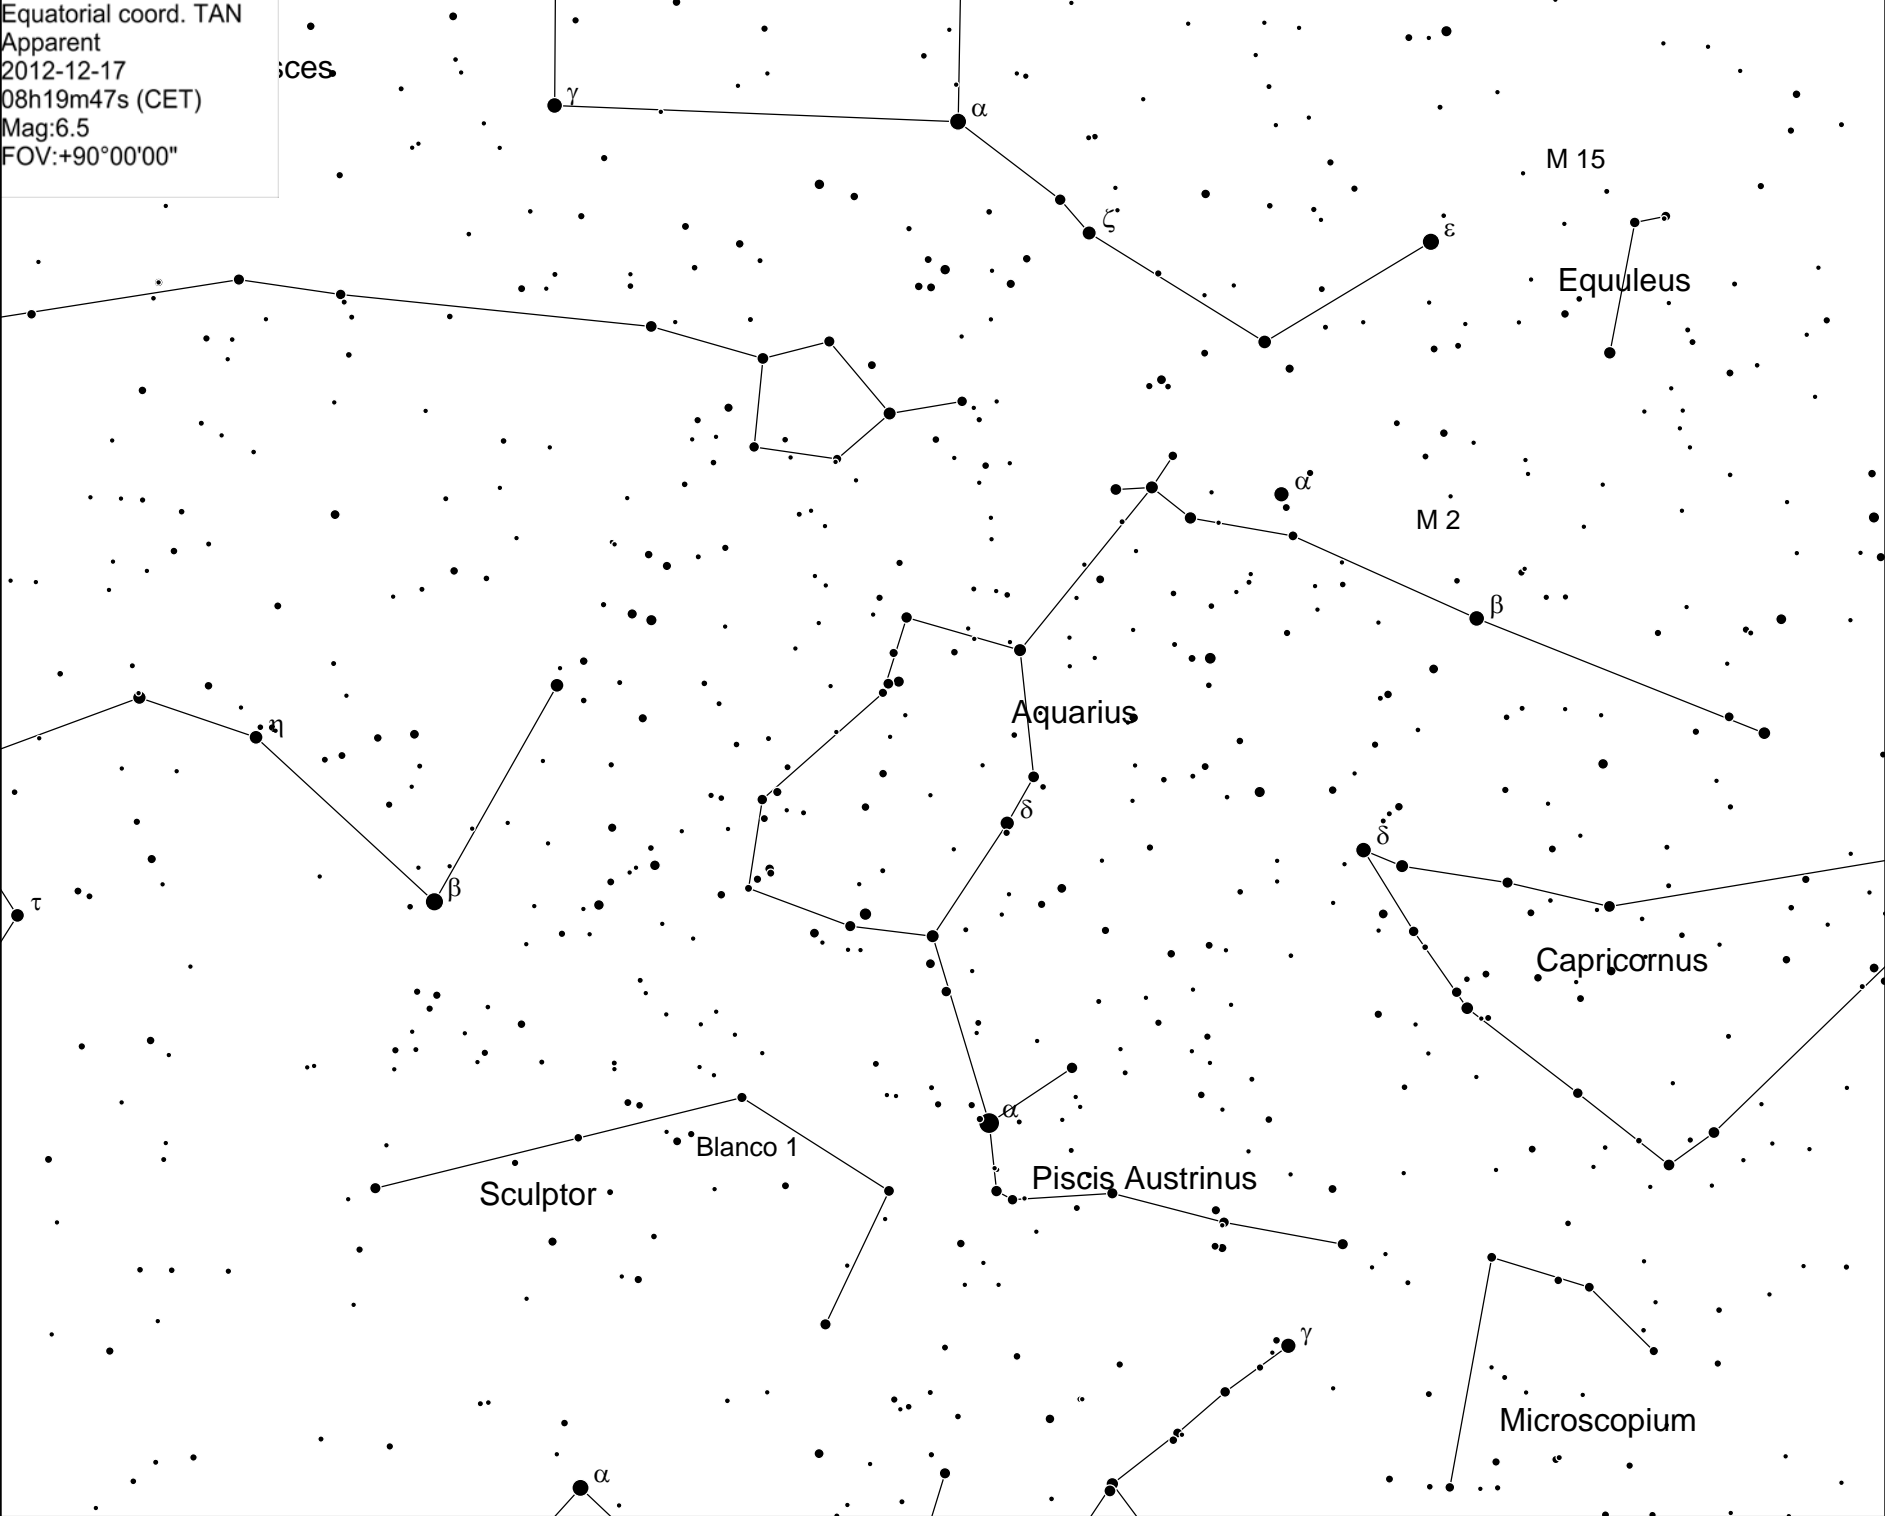 Equatorial coord. TAN
Apparent
2012-12-17
08h19m47s (CET)
Mag:6.5
FOV:+90°00'00"
sces
γ
α
M 15
ζ
ε
Equuleus
α
M 2
β
η
Aquarius
δ
δ
β
τ
Capricornus
α
Blanco 1
Piscis Austrinus
Sculptor
γ
Microscopium
α